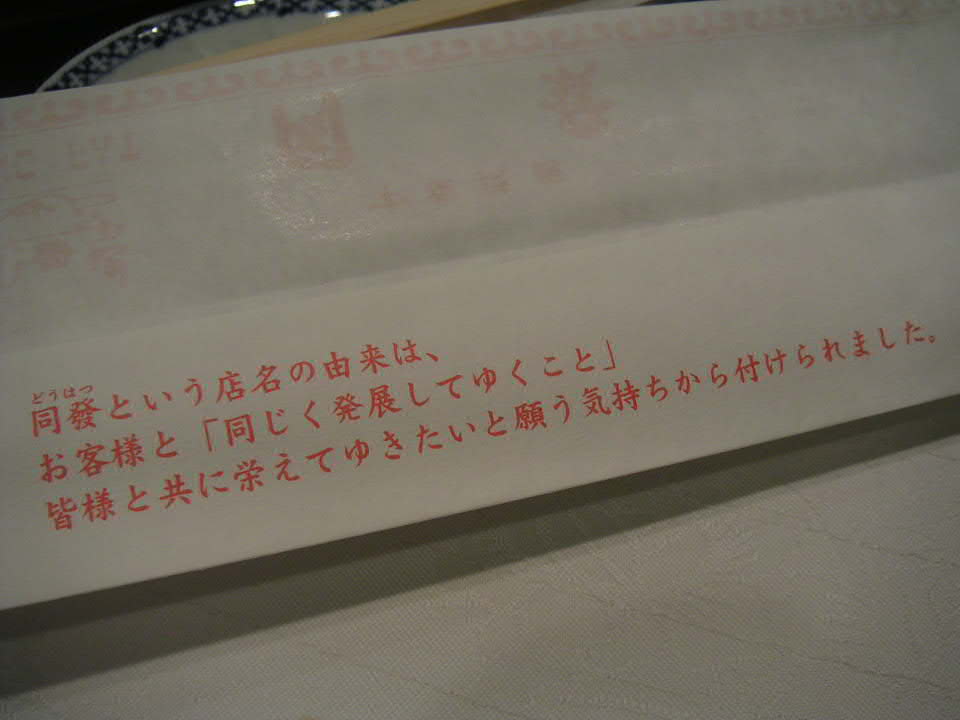 どうはつ
同發という店名の由来は、
お客様と「同じく発展してゆくこと」
皆様と共に栄えてゆきたいと願う気持ちから付けられました。